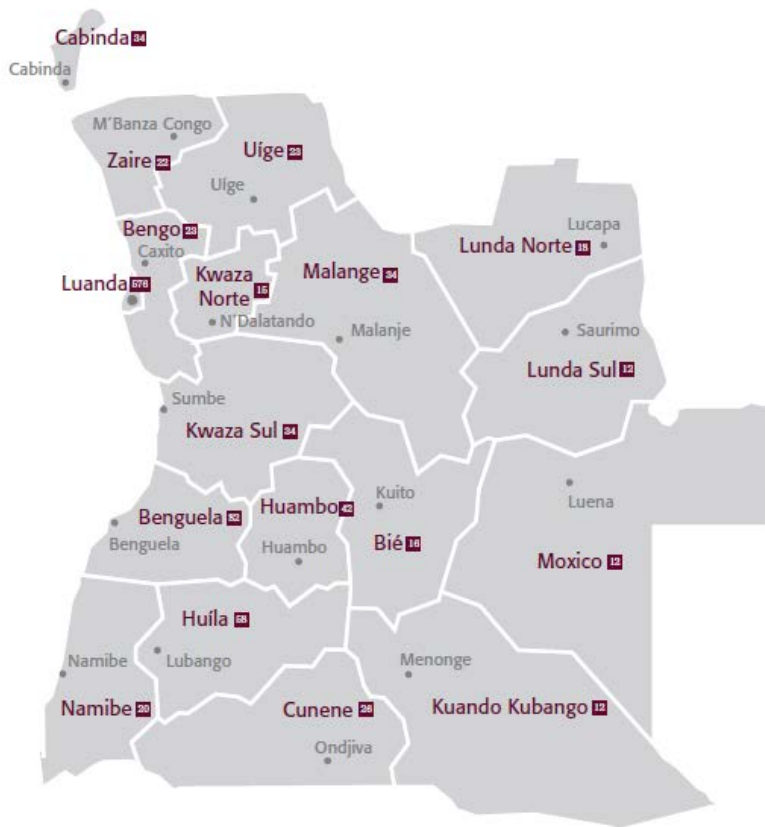 Cabinda 34
Cabinda
M'Banza Congo
Zaire 22
Uíge 23
Uíge
Bengo 23
Caxito
Luanda 576
Kwaza
Norte 15
N'Dalatando
Malange 34
Malanje
Lunda Norte 18
Lucapa
Saurimo
Lunda Sul 12
Sumbe
Kwaza Sul 34
Benguela 82
Benguela
Huambo 42
Huambo
Kuito
Bié 16
Luena
Moxico 12
Huíla 58
Lubango
Namibe
Namibe 20
Cunene 26
Ondjiva
Menonge
Kuando Kubango 12